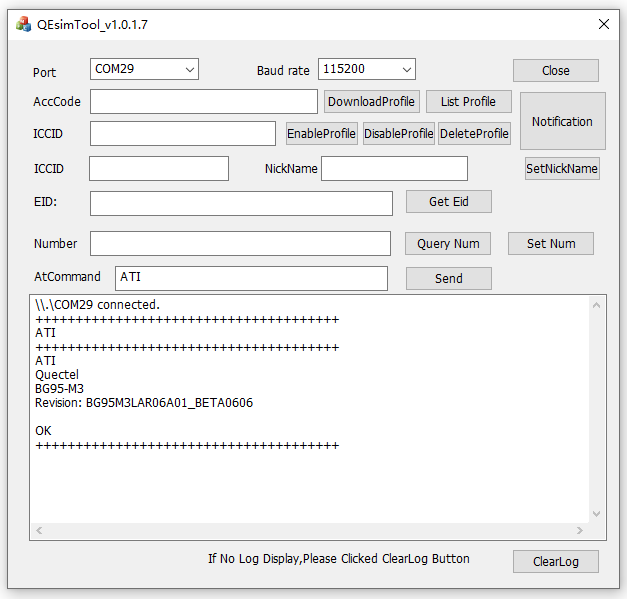 QEsimTool_v1.0.1.7
Port COM29 Baud rate 115200 Close
AccCode DownloadProfile List Profile Notification
ICCID EnableProfile DisableProfile DeleteProfile
ICCID NickName SetNickName
EID: Get Eid
Number Query Num Set Num
AtCommand ATI Send
\\.\COM29 connected.
++++++++++++++++++++++++++++++++++++++
ATI
++++++++++++++++++++++++++++++++++++++
ATI
Quectel
BG95-M3
Revision: BG95M3LAR06A01_BETA0606
OK
++++++++++++++++++++++++++++++++++++++
If No Log Display,Please Clicked ClearLog Button ClearLog